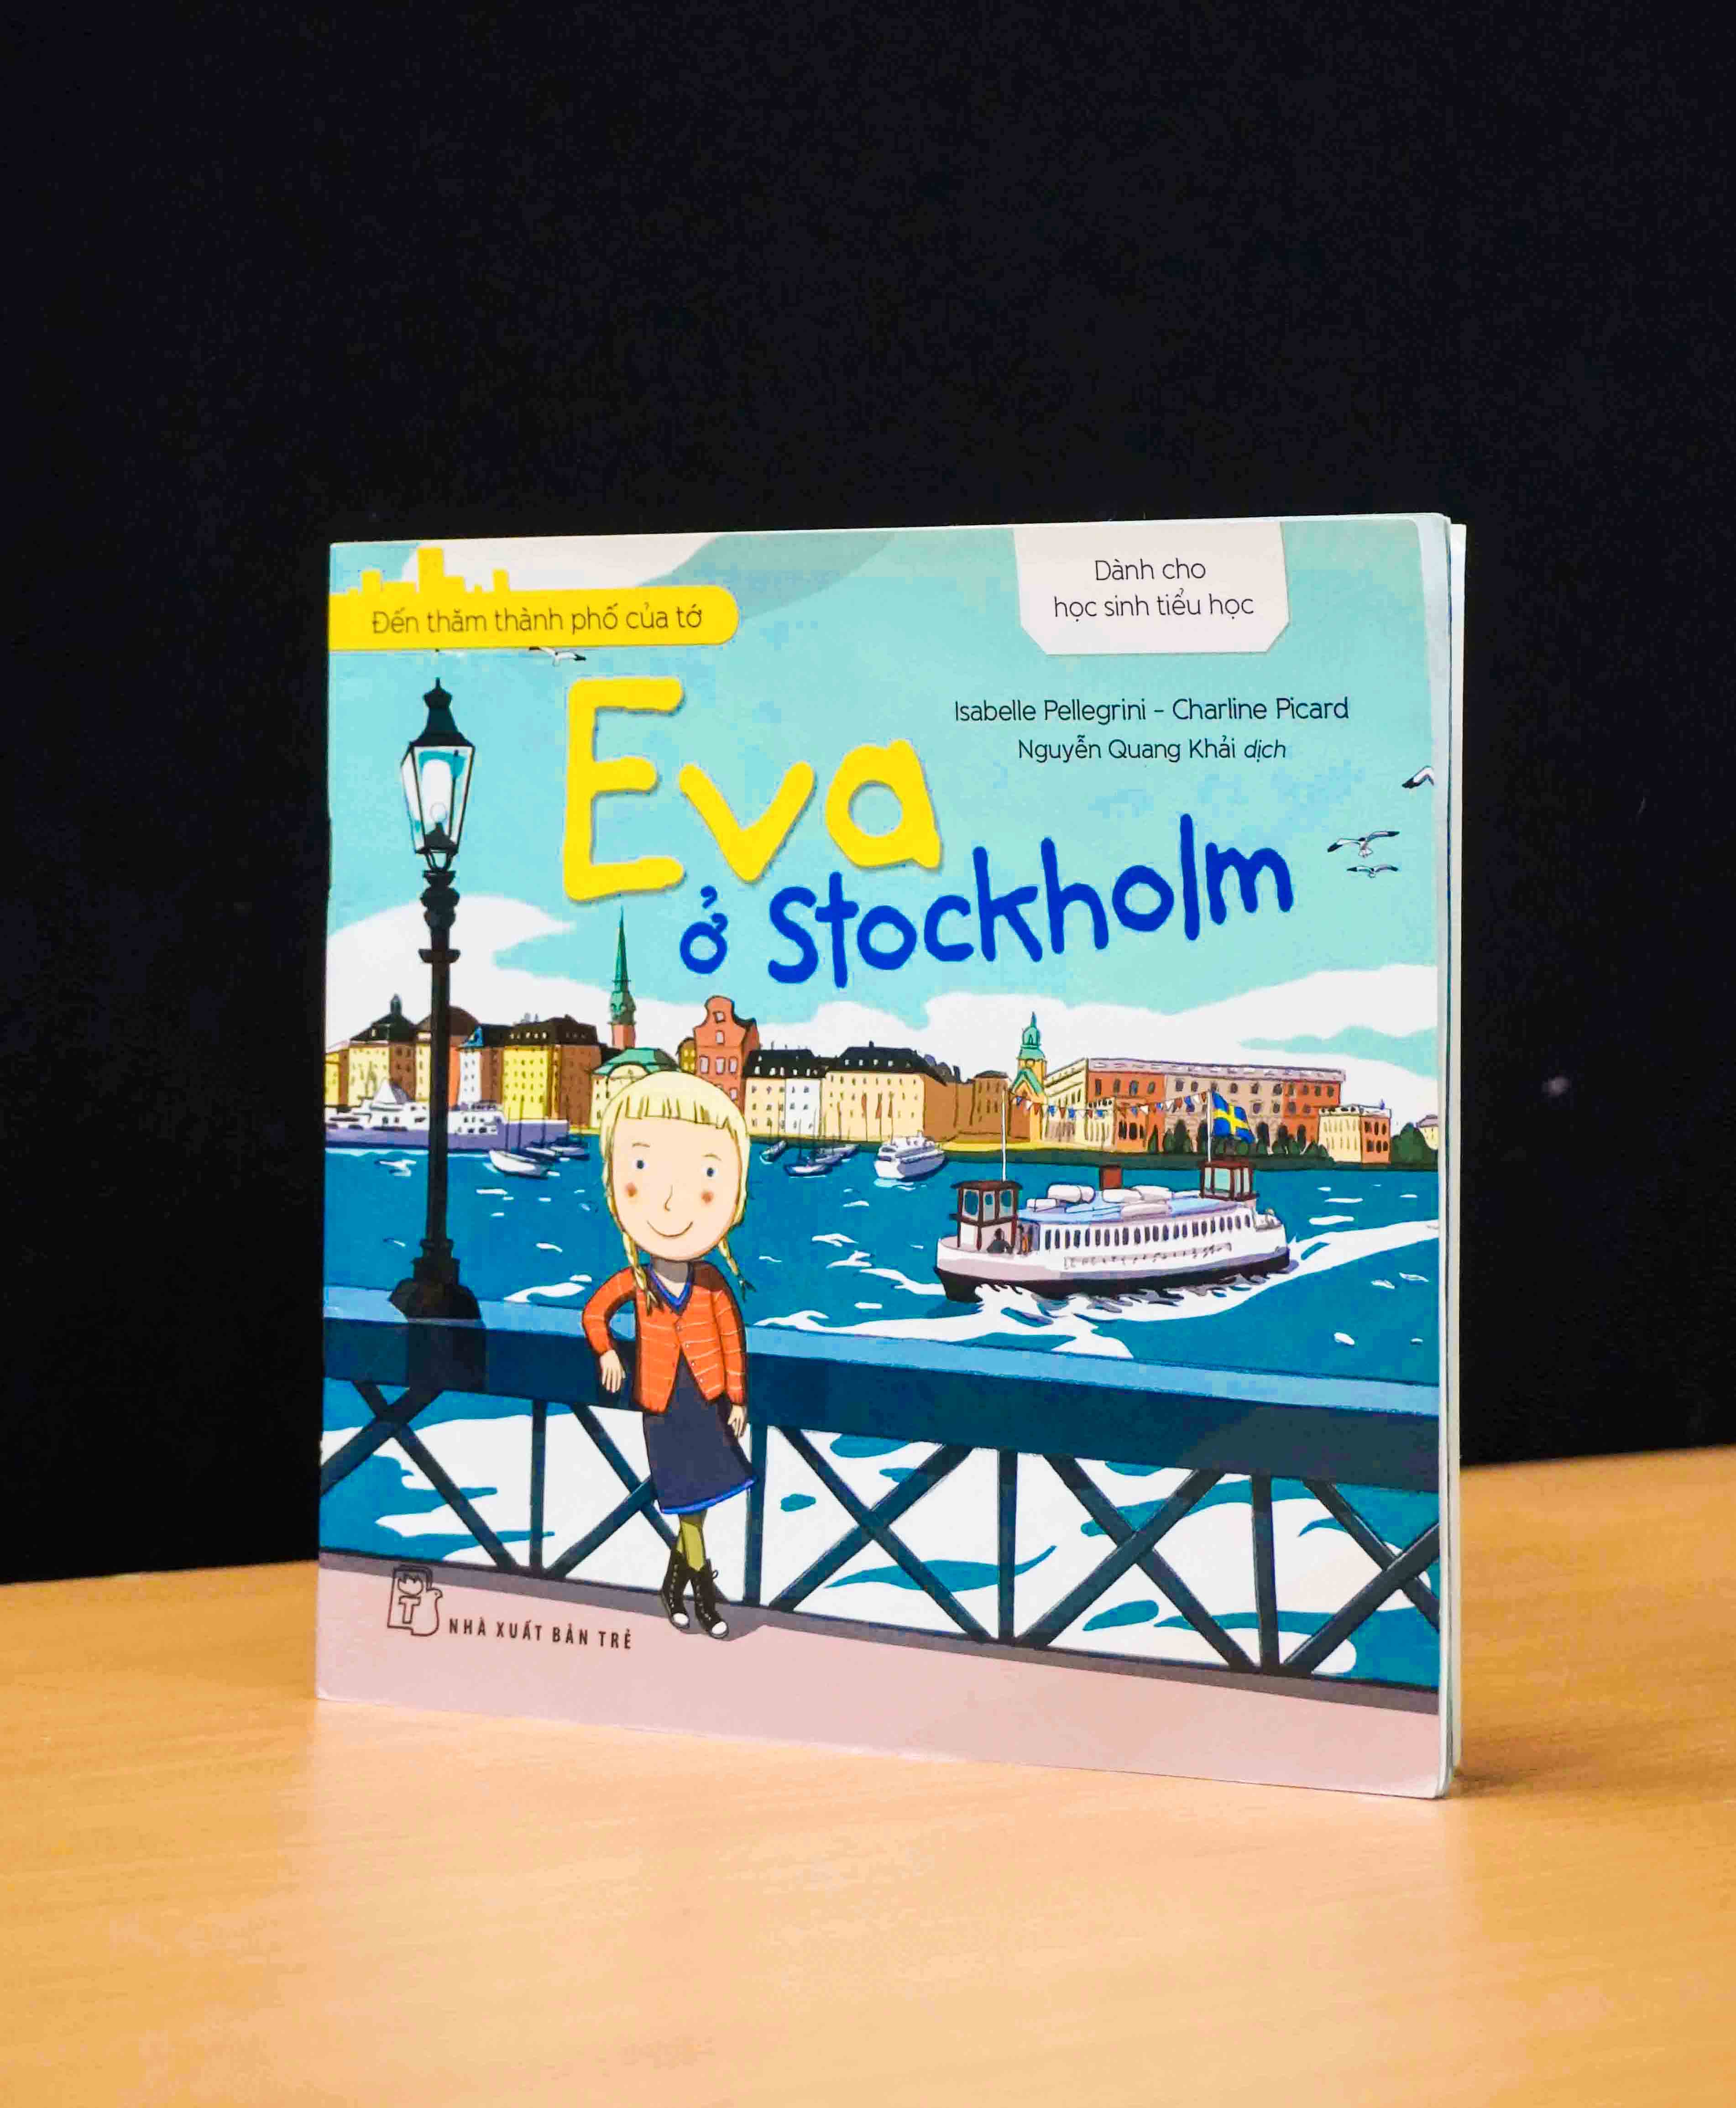 Đến thăm thành phố của tớ
Dành cho
học sinh tiểu học
Isabelle Pellegrini - Charline Picard
Nguyễn Quang Khải dịch
Eva
ở Stockholm
NHÀ XUẤT BẢN TRẺ